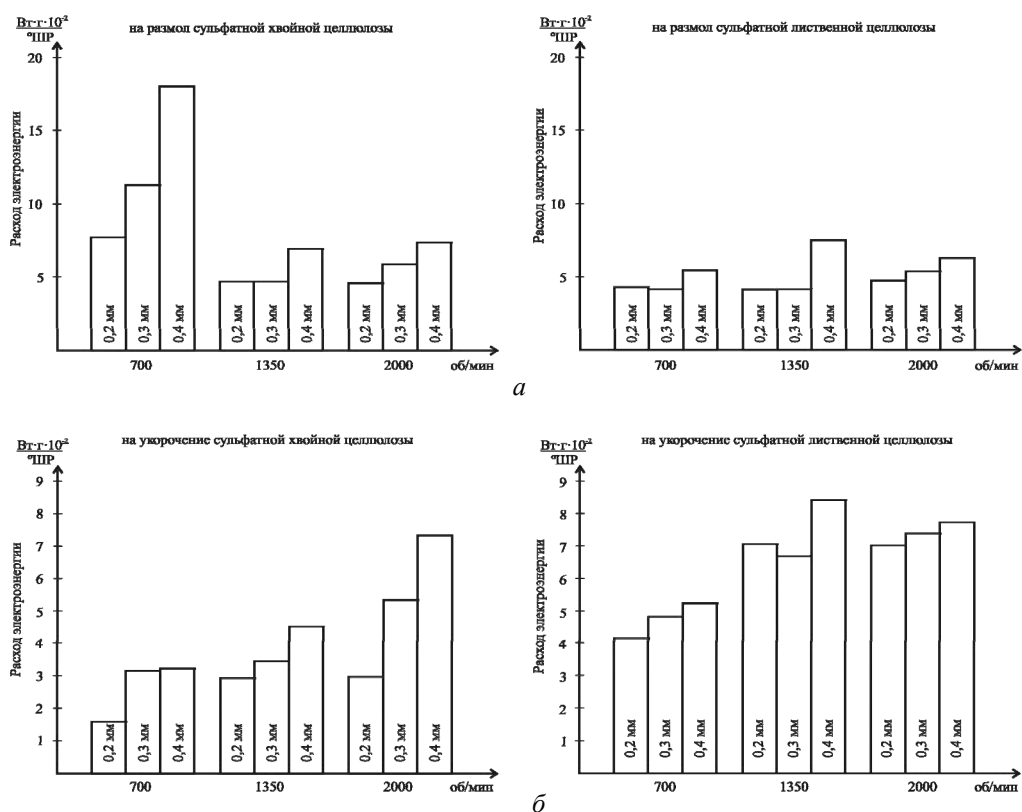 Вт·г·10⁻²
°ШР
на размол сульфатной хвойной целлюлозы
Расход электроэнергии
20
15
10
5
0,2 мм
0,3 мм
0,4 мм
0,2 мм
0,3 мм
0,4 мм
0,2 мм
0,3 мм
0,4 мм
700 1350 2000 об/мин
Вт·г·10⁻²
°ШР
на размол сульфатной лиственной целлюлозы
Расход электроэнергии
20
15
10
5
0,2 мм
0,3 мм
0,4 мм
0,2 мм
0,3 мм
0,4 мм
0,2 мм
0,3 мм
0,4 мм
700 1350 2000 об/мин
а
Вт·г·10⁻²
°ШР
на укорочение сульфатной хвойной целлюлозы
Расход электроэнергии
9
8
7
6
5
4
3
2
1
0,2 мм
0,3 мм
0,4 мм
0,2 мм
0,3 мм
0,4 мм
0,2 мм
0,3 мм
0,4 мм
700 1350 2000 об/мин
Вт·г·10⁻²
°ШР
на укорочение сульфатной лиственной целлюлозы
Расход электроэнергии
9
8
7
6
5
4
3
2
1
0,2 мм
0,3 мм
0,4 мм
0,2 мм
0,3 мм
0,4 мм
0,2 мм
0,3 мм
0,4 мм
700 1350 2000 об/мин
б